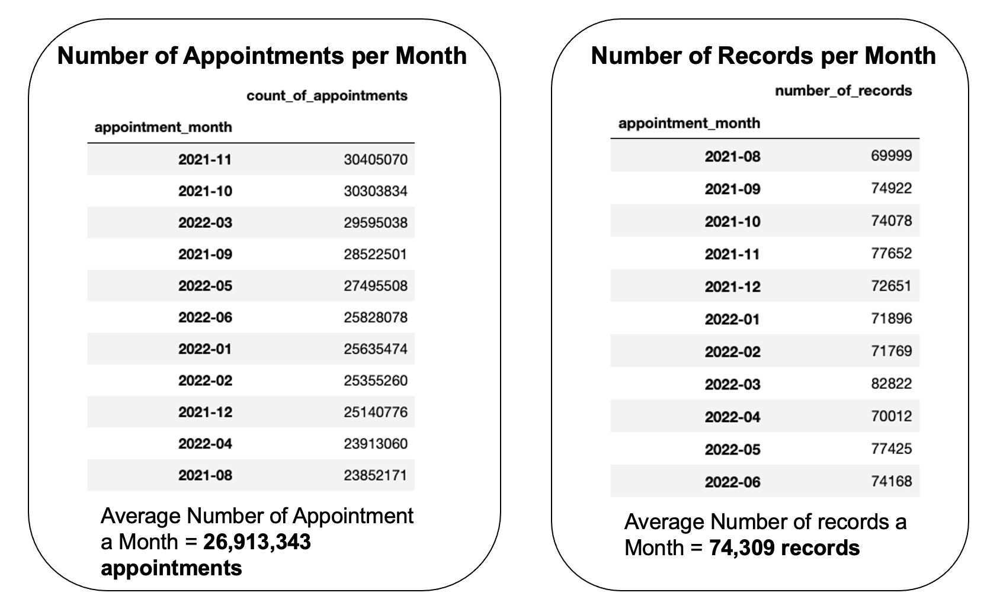 Number of Appointments per Month
count_of_appointments
appointment_month
2021-11 30405070
2021-10 30303834
2022-03 29595038
2021-09 28522501
2022-05 27495508
2022-06 25828078
2022-01 25635474
2022-02 25355260
2021-12 25140776
2022-04 23913060
2021-08 23852171
Average Number of Appointment
a Month = 26,913,343
appointments
Number of Records per Month
number_of_records
appointment_month
2021-08 69999
2021-09 74922
2021-10 74078
2021-11 77652
2021-12 72651
2022-01 71896
2022-02 71769
2022-03 82822
2022-04 70012
2022-05 77425
2022-06 74168
Average Number of records a
Month = 74,309 records